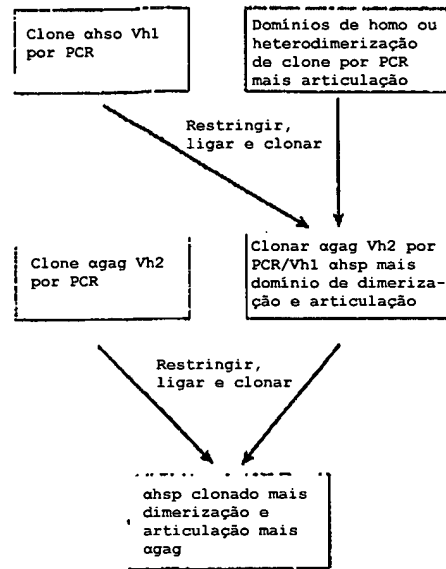 Clone αhso Vh1
por PCR
Domínios de homo ou
heterodimerização
de clone por PCR
mais articulação
Restringir,
ligar e clonar
Clone αgag Vh2
por PCR
Clonar αgag Vh2 por
PCR/Vh1 αhsp mais
domínio de dimeriza-
ção e articulação
Restringir,
ligar e clonar
αhsp clonado mais
dimerização e
articulação mais
αgag